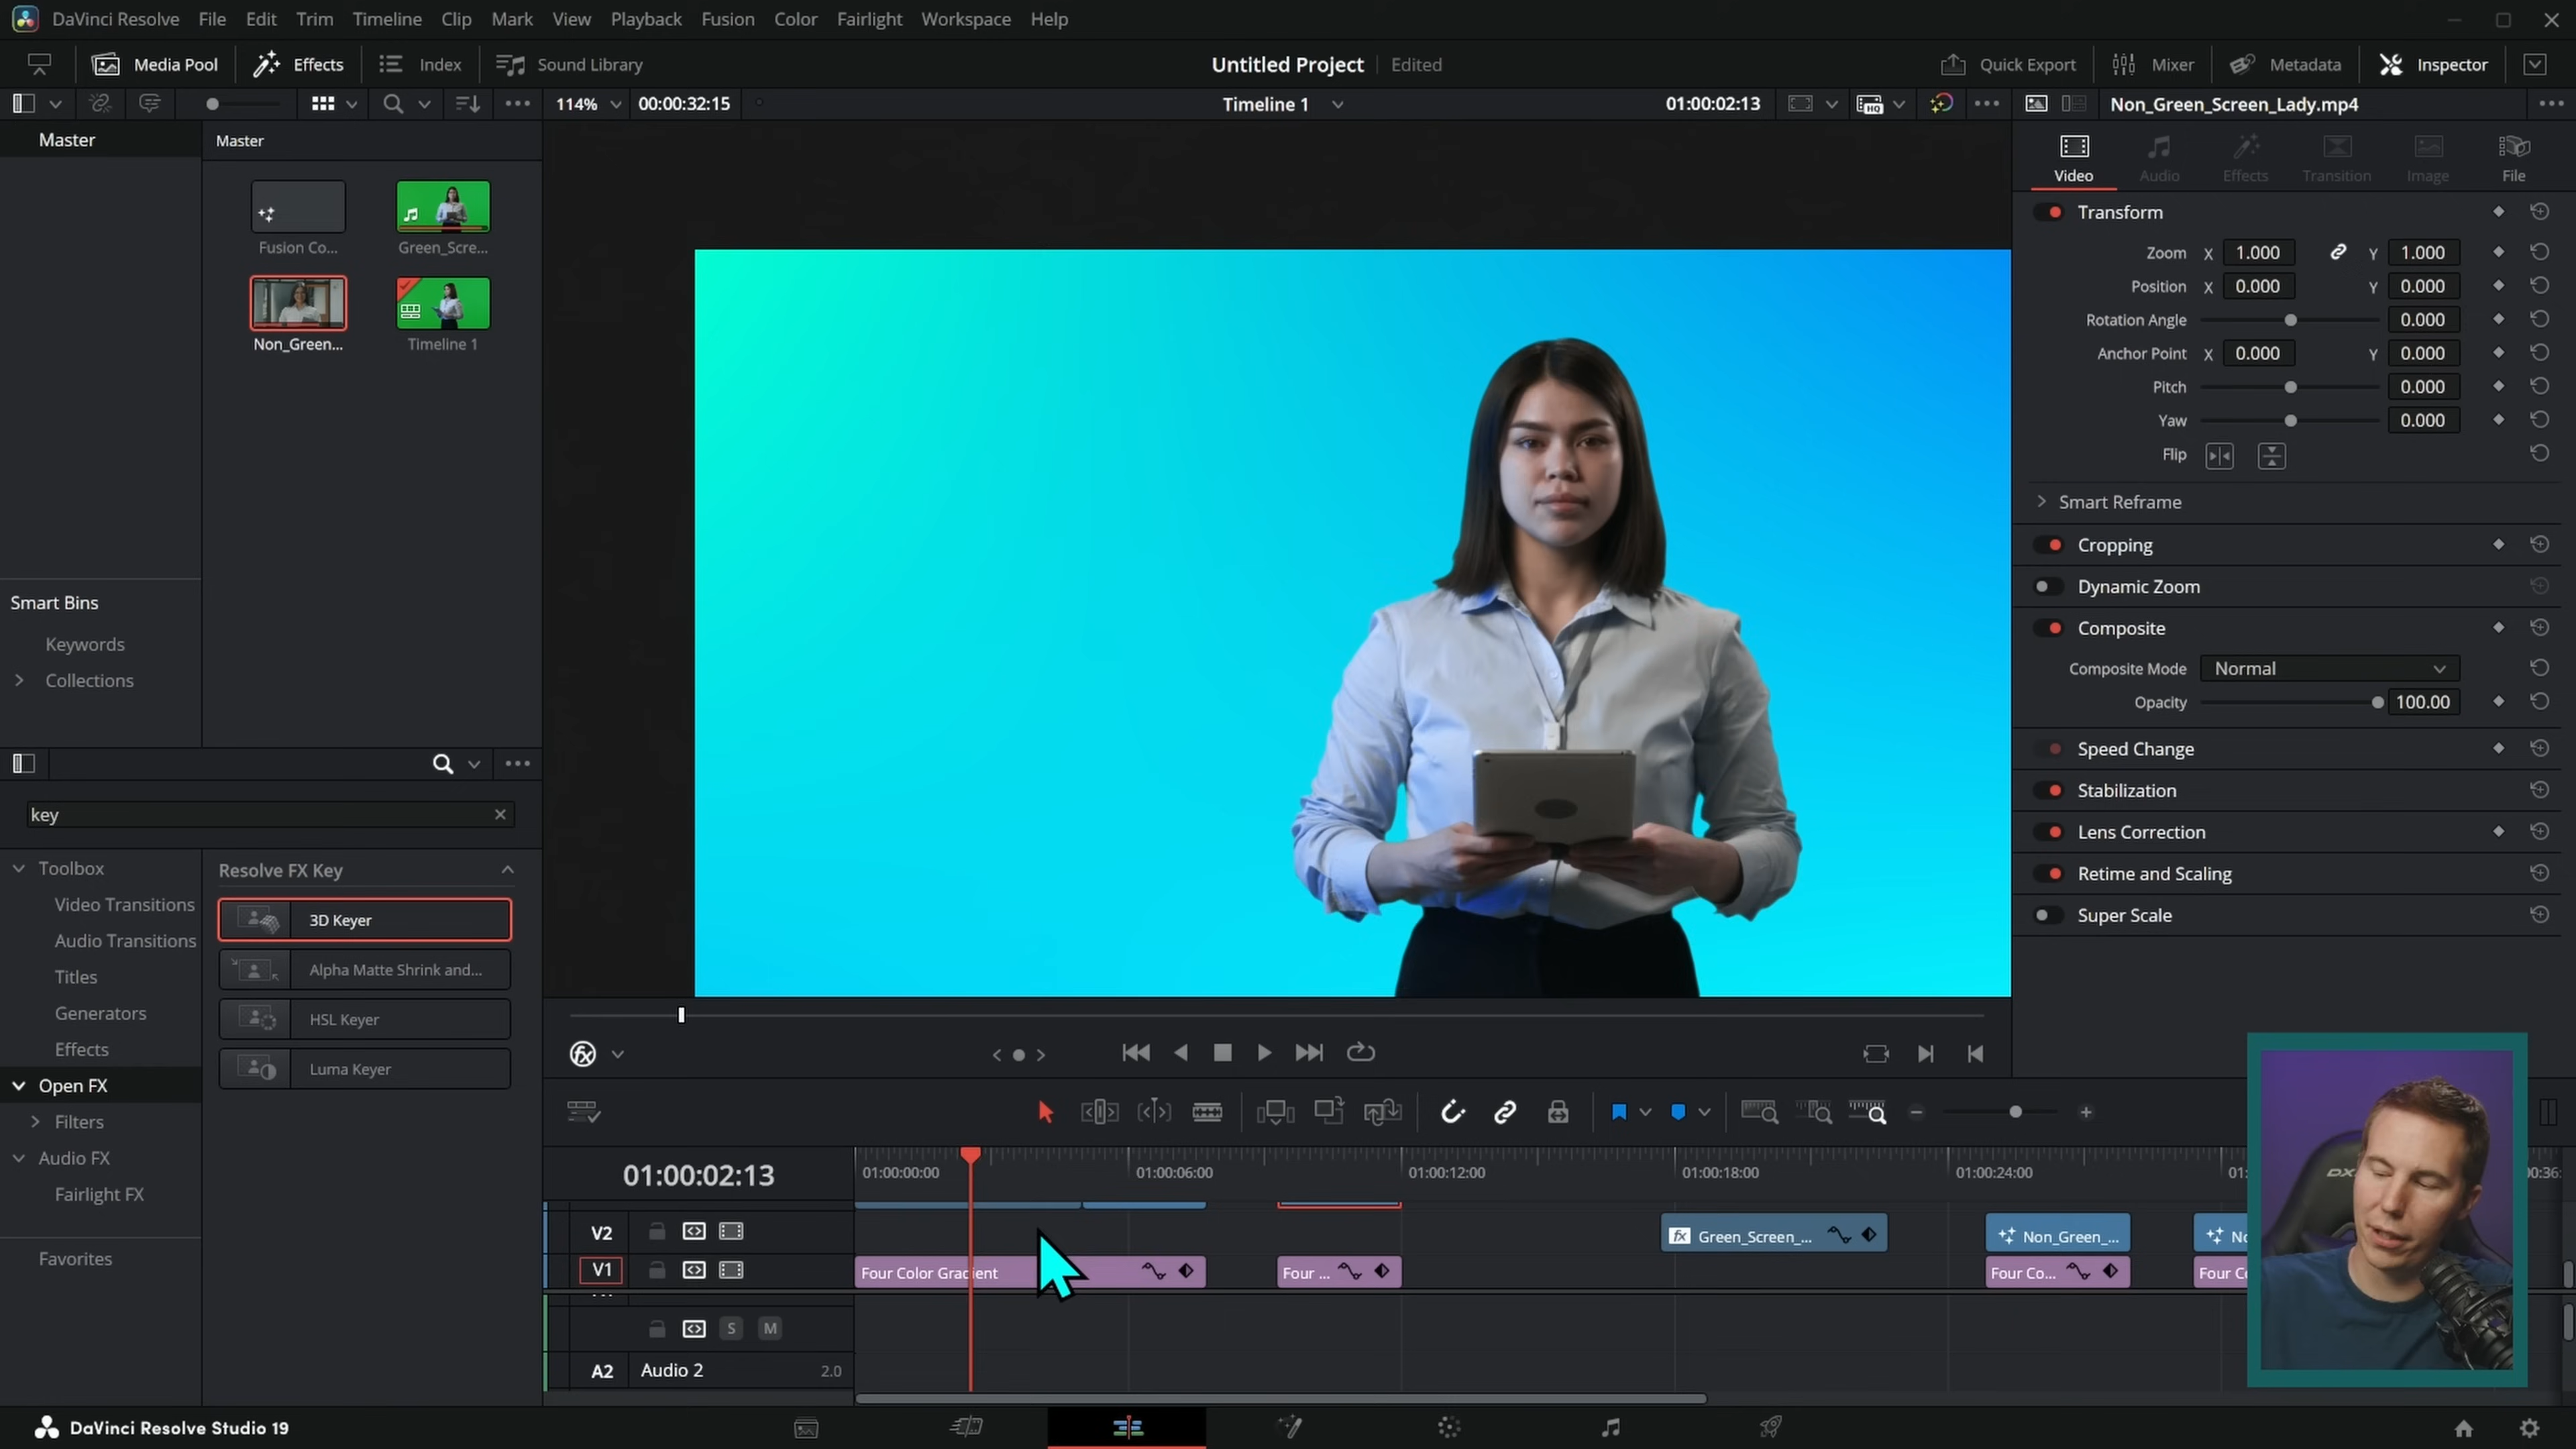 DaVinci Resolve File Edit Trim Timeline Clip Mark View Playback Fusion Color Fairlight Workspace Help
Media Pool Effects Index Sound Library Untitled Project Edited Quick Export Mixer Metadata Inspector
114% 00:00:32:15 Timeline 1 01:00:02:13 HQ Non_Green_Screen_Lady.mp4
Master
Master
Fusion Co...
Green_Scre...
Non_Green...
Timeline 1
Smart Bins
Keywords
Collections
key
Toolbox
Video Transitions
Audio Transitions
Titles
Generators
Effects
Open FX
Filters
Audio FX
Fairlight FX
Favorites
Resolve FX Key
3D Keyer
Alpha Matte Shrink and...
HSL Keyer
Luma Keyer
Video Audio Effects Transition Image File
Transform
Zoom X 1.000 Y 1.000
Position X 0.000 Y 0.000
Rotation Angle 0.000
Anchor Point X 0.000 Y 0.000
Pitch 0.000
Yaw 0.000
Flip
Smart Reframe
Cropping
Dynamic Zoom
Composite
Composite Mode Normal
Opacity 100.00
Speed Change
Stabilization
Lens Correction
Retime and Scaling
Super Scale
fx
01:00:02:13 01:00:00:00 01:00:06:00 01:00:12:00 01:00:18:00 01:00:24:00 01: 00:36:
V2 fx Green_Screen_... Non_Green_... No
V1 Four Color Gradient Four ... Four Co... Four Co
S M
A2 Audio 2 2.0
DX
DaVinci Resolve Studio 19